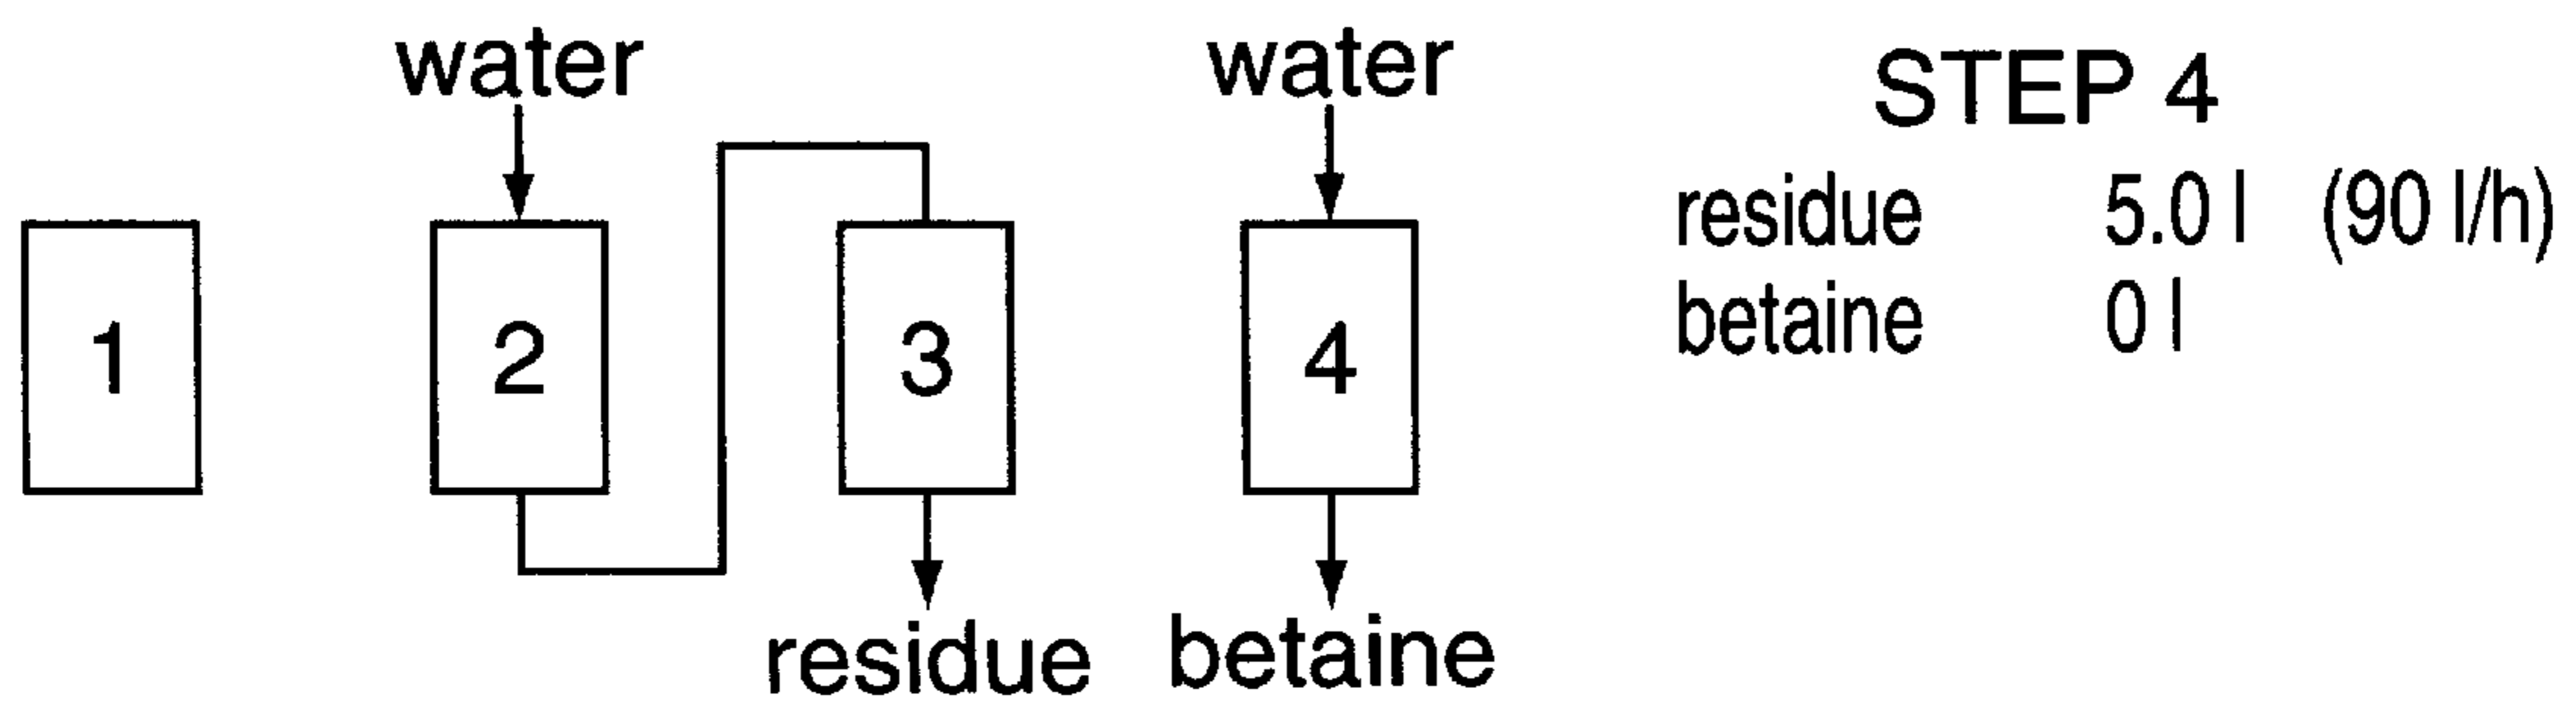 water water STEP 4
residue 5.0 l (90 l/h)
betaine 0 l
1 2 3 4
residue betaine